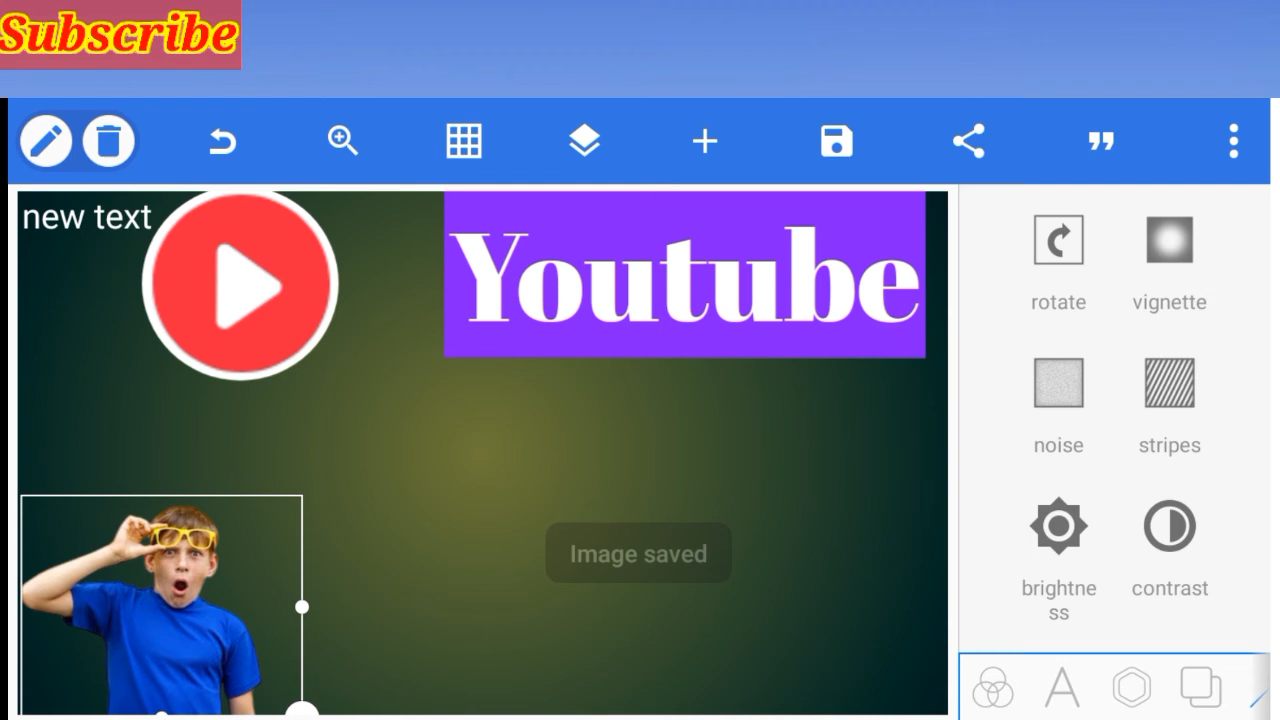 Subscribe
new text
Youtube
rotate
vignette
noise
stripes
Image saved
brightne
ss
contrast